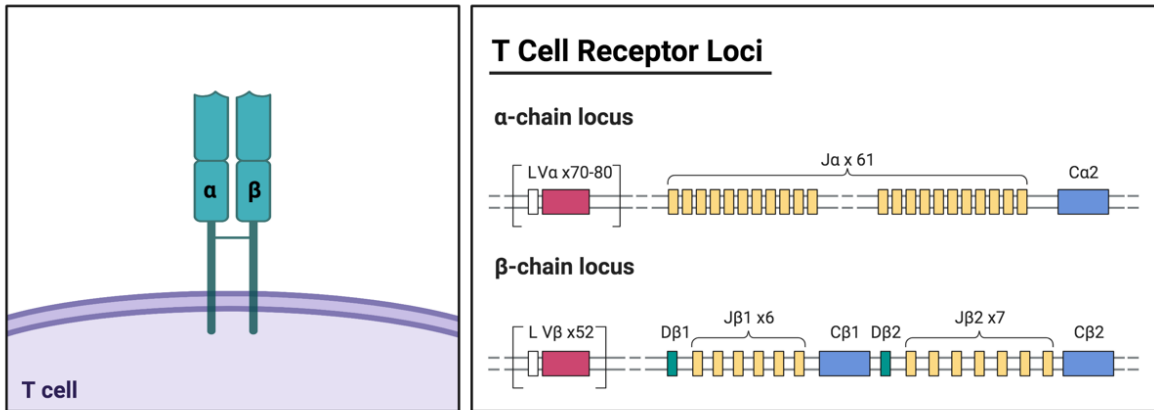 α
β
T cell
T Cell Receptor Loci
α-chain locus
L Vα x70-80
Jα x 61
Cα2
β-chain locus
L Vβ x52
Dβ1
Jβ1 x6
Cβ1
Dβ2
Jβ2 x7
Cβ2